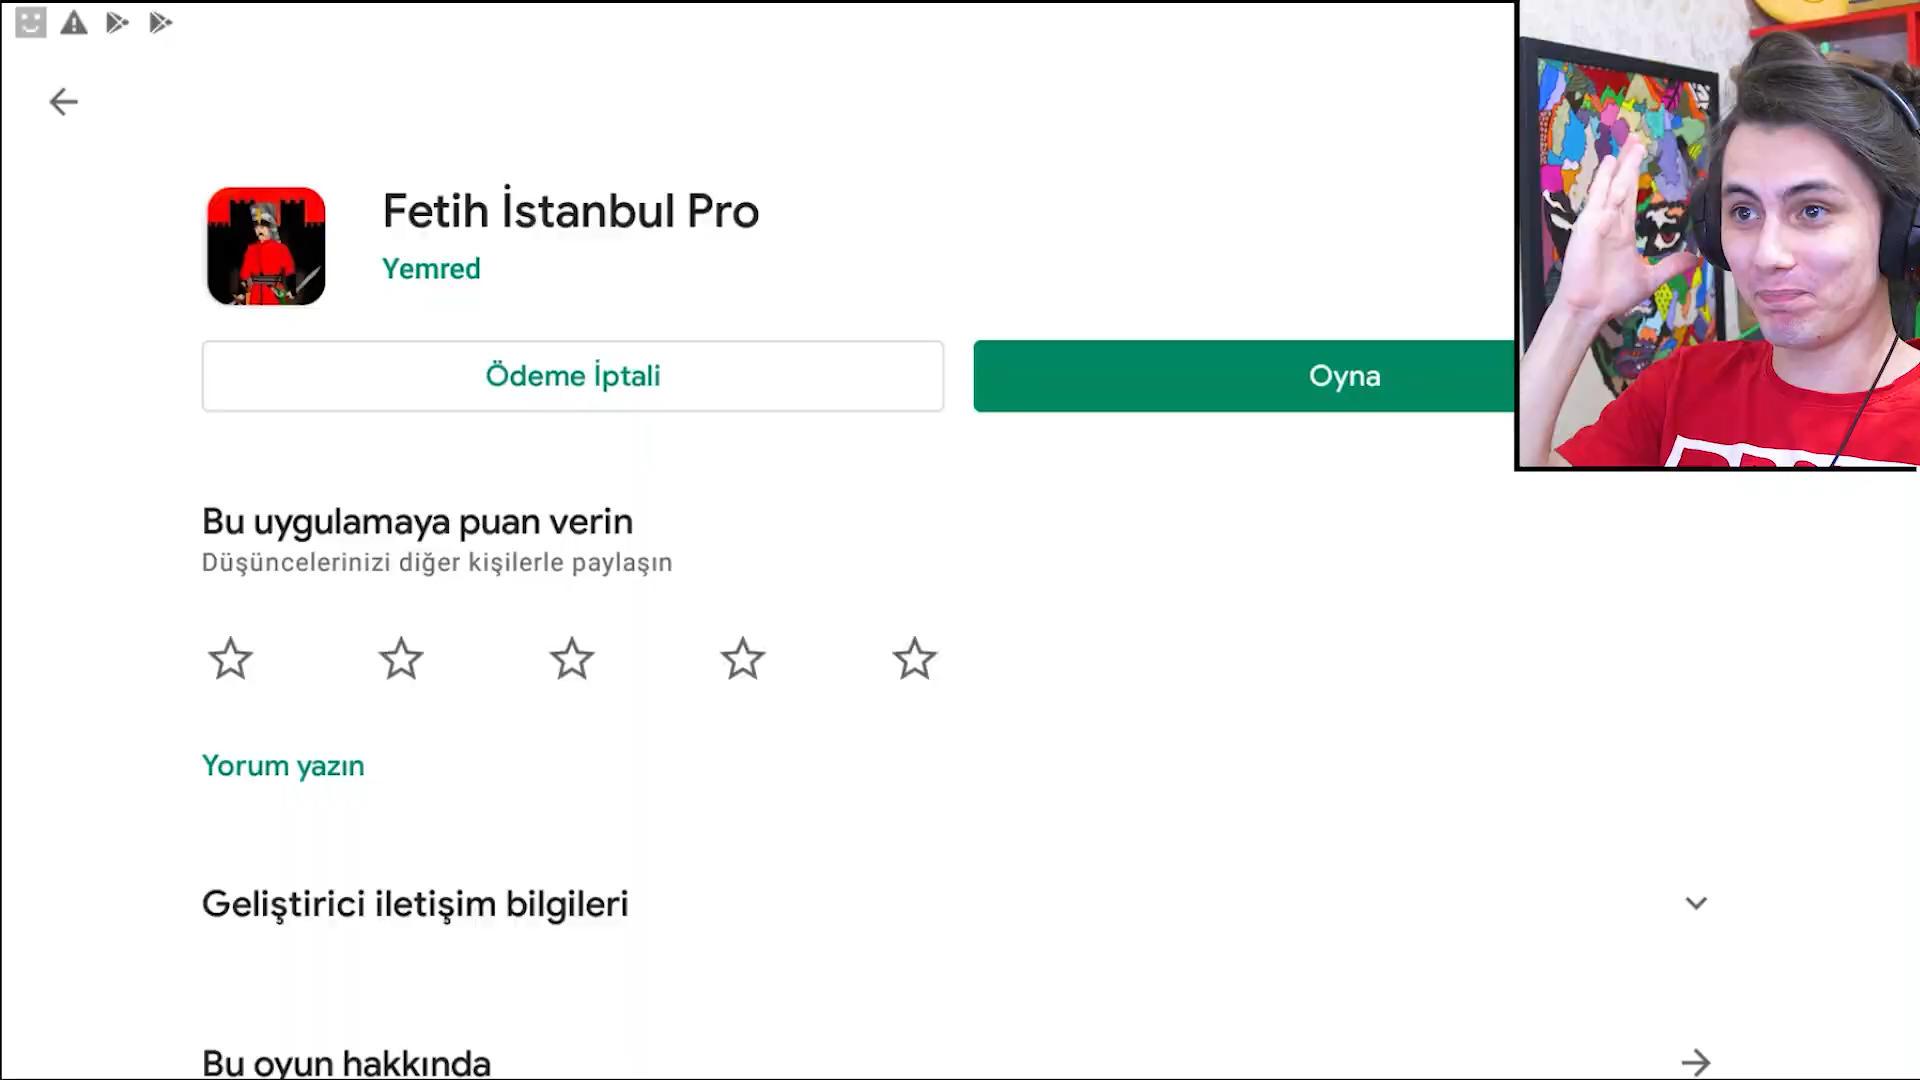 Fetih İstanbul Pro
Yemred
Ödeme İptali
Oyna
Bu uygulamaya puan verin
Düşüncelerinizi diğer kişilerle paylaşın
Yorum yazın
Geliştirici iletişim bilgileri
Bu oyun hakkında